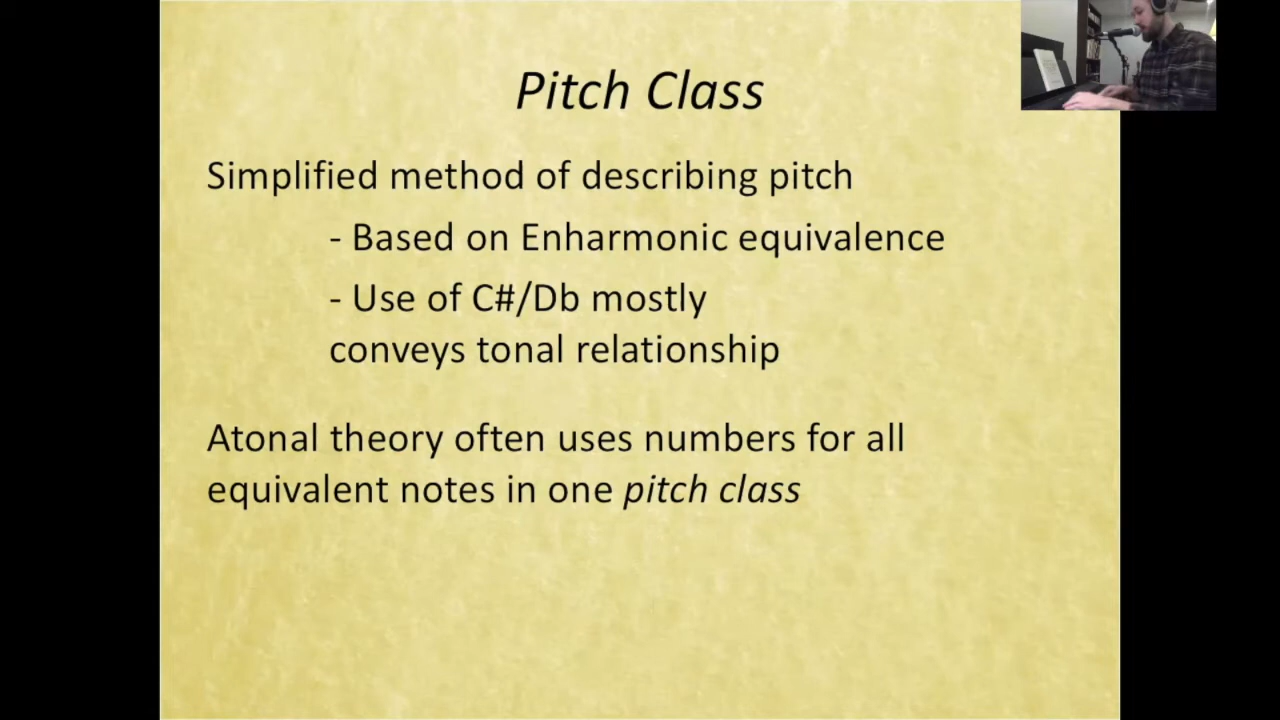 Pitch Class
Simplified method of describing pitch
- Based on Enharmonic equivalence
- Use of C#/Db mostly
conveys tonal relationship
Atonal theory often uses numbers for all
equivalent notes in one pitch class